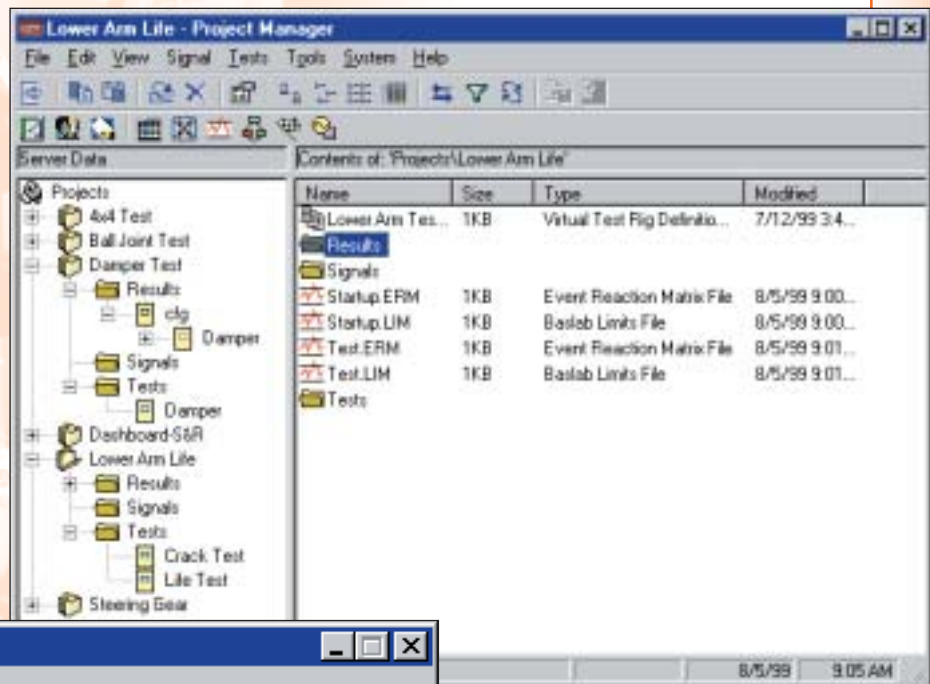 Lower Arm Life - Project Manager
File Edit View Signal Tests Tools System Help
Server Data
Contents of: 'Projects\Lower Arm Life'
Projects
4x4 Test
Ball Joint Test
Damper Test
Results
cfg
Damper
Signals
Tests
Damper
Dashboard-S&R
Lower Arm Life
Results
Signals
Tests
Crack Test
Life Test
Steering Gear
Name Size Type Modified
Lower Arm Tes... 1KB Virtual Test Rig Definitio... 7/12/99 3:4...
Results
Signals
Startup.ERM 1KB Event Reaction Matrix File 8/5/99 9:00...
Startup.LIM 1KB Baslab Limits File 8/5/99 9:00...
Test.ERM 1KB Event Reaction Matrix File 8/5/99 9:01...
Test.LIM 1KB Baslab Limits File 8/5/99 9:01...
Tests
8/5/99 9:05 AM